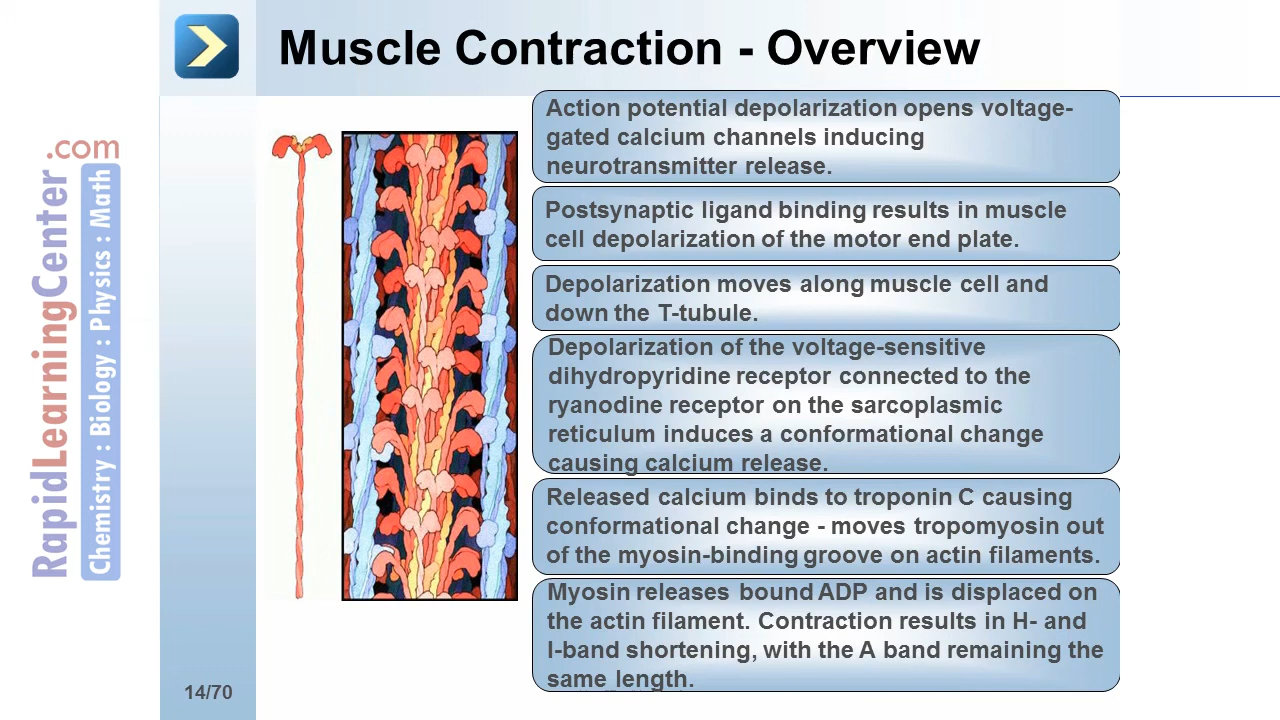 Muscle Contraction - Overview
Action potential depolarization opens voltage-
gated calcium channels inducing
neurotransmitter release.
Postsynaptic ligand binding results in muscle
cell depolarization of the motor end plate.
Depolarization moves along muscle cell and
down the T-tubule.
Depolarization of the voltage-sensitive
dihydropyridine receptor connected to the
ryanodine receptor on the sarcoplasmic
reticulum induces a conformational change
causing calcium release.
Released calcium binds to troponin C causing
conformational change - moves tropomyosin out
of the myosin-binding groove on actin filaments.
Myosin releases bound ADP and is displaced on
the actin filament. Contraction results in H- and
I-band shortening, with the A band remaining the
same length.
RapidLearningCenter.com
Chemistry : Biology : Physics : Math
14/70